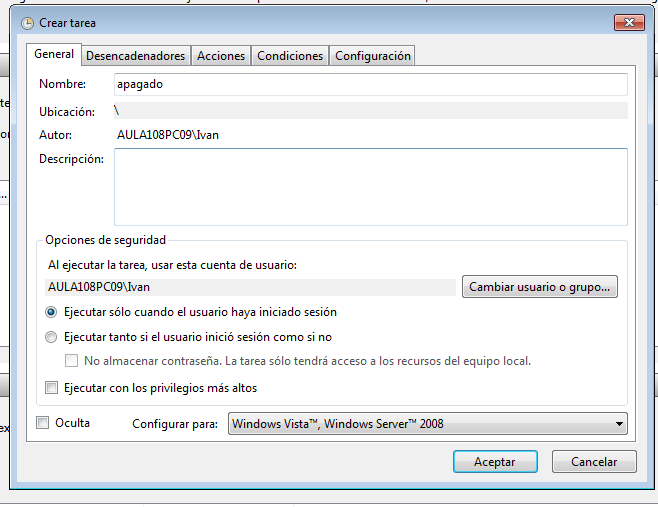 Crear tarea
General Desencadenadores Acciones Condiciones Configuración
Nombre: apagado
Ubicación: \
Autor: AULA108PC09\Ivan
Descripción:
Opciones de seguridad
Al ejecutar la tarea, usar esta cuenta de usuario:
AULA108PC09\Ivan Cambiar usuario o grupo...
Ejecutar sólo cuando el usuario haya iniciado sesión
Ejecutar tanto si el usuario inició sesión como si no
No almacenar contraseña. La tarea sólo tendrá acceso a los recursos del equipo local.
Ejecutar con los privilegios más altos
Oculta Configurar para: Windows Vista™, Windows Server™ 2008
Aceptar Cancelar